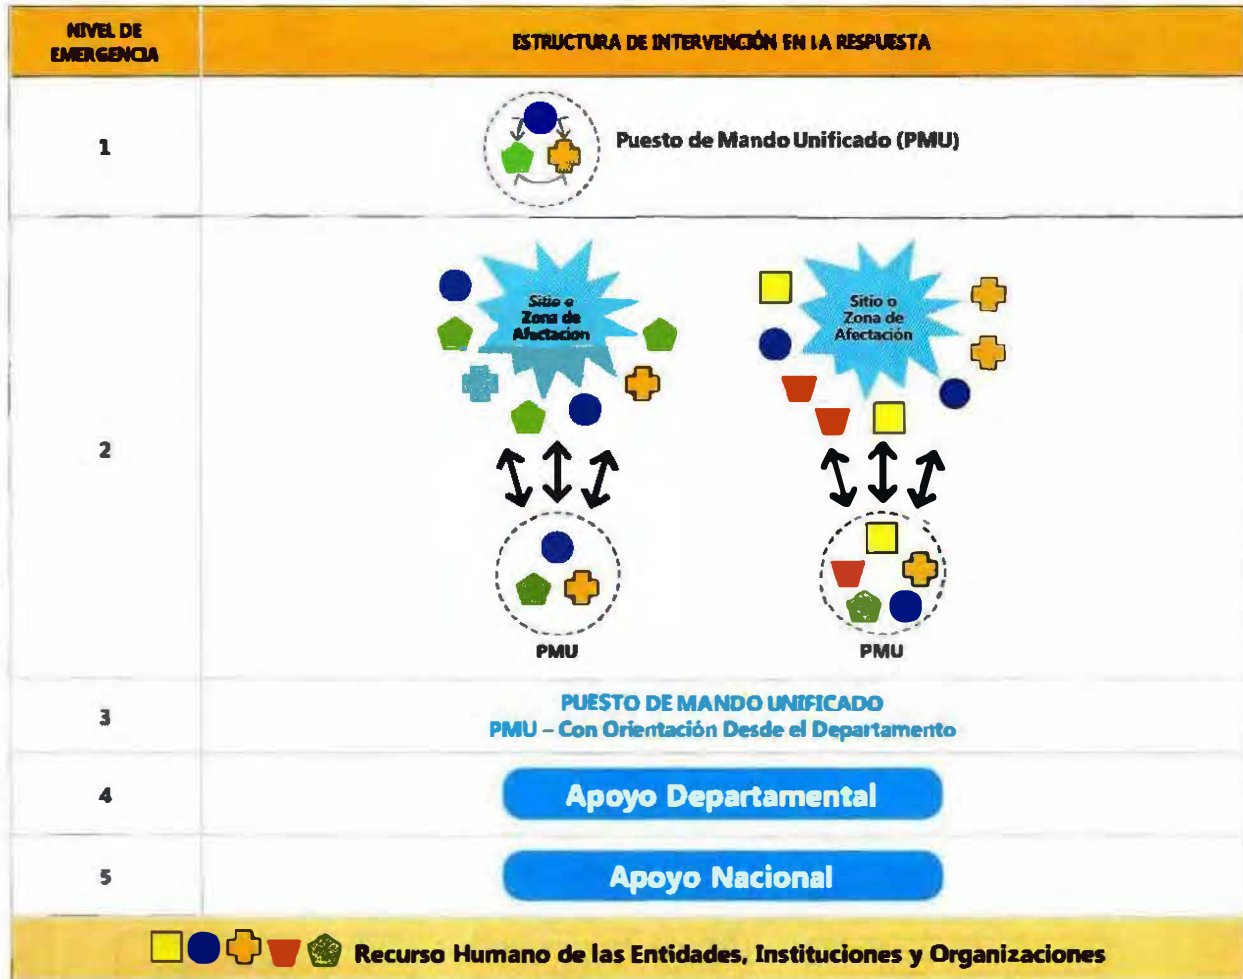 NIVEL DE
EMERGENCIA
ESTRUCTURA DE INTERVENCIÓN EN LA RESPUESTA
1
Puesto de Mando Unificado (PMU)
2
Sitio o
Zona de
Afectacion
Sitio o
Zona de
Afectación
PMU
PMU
3
PUESTO DE MANDO UNIFICADO
PMU – Con Orientación Desde el Departamento
4
Apoyo Departamental
5
Apoyo Nacional
Recurso Humano de las Entidades, Instituciones y Organizaciones